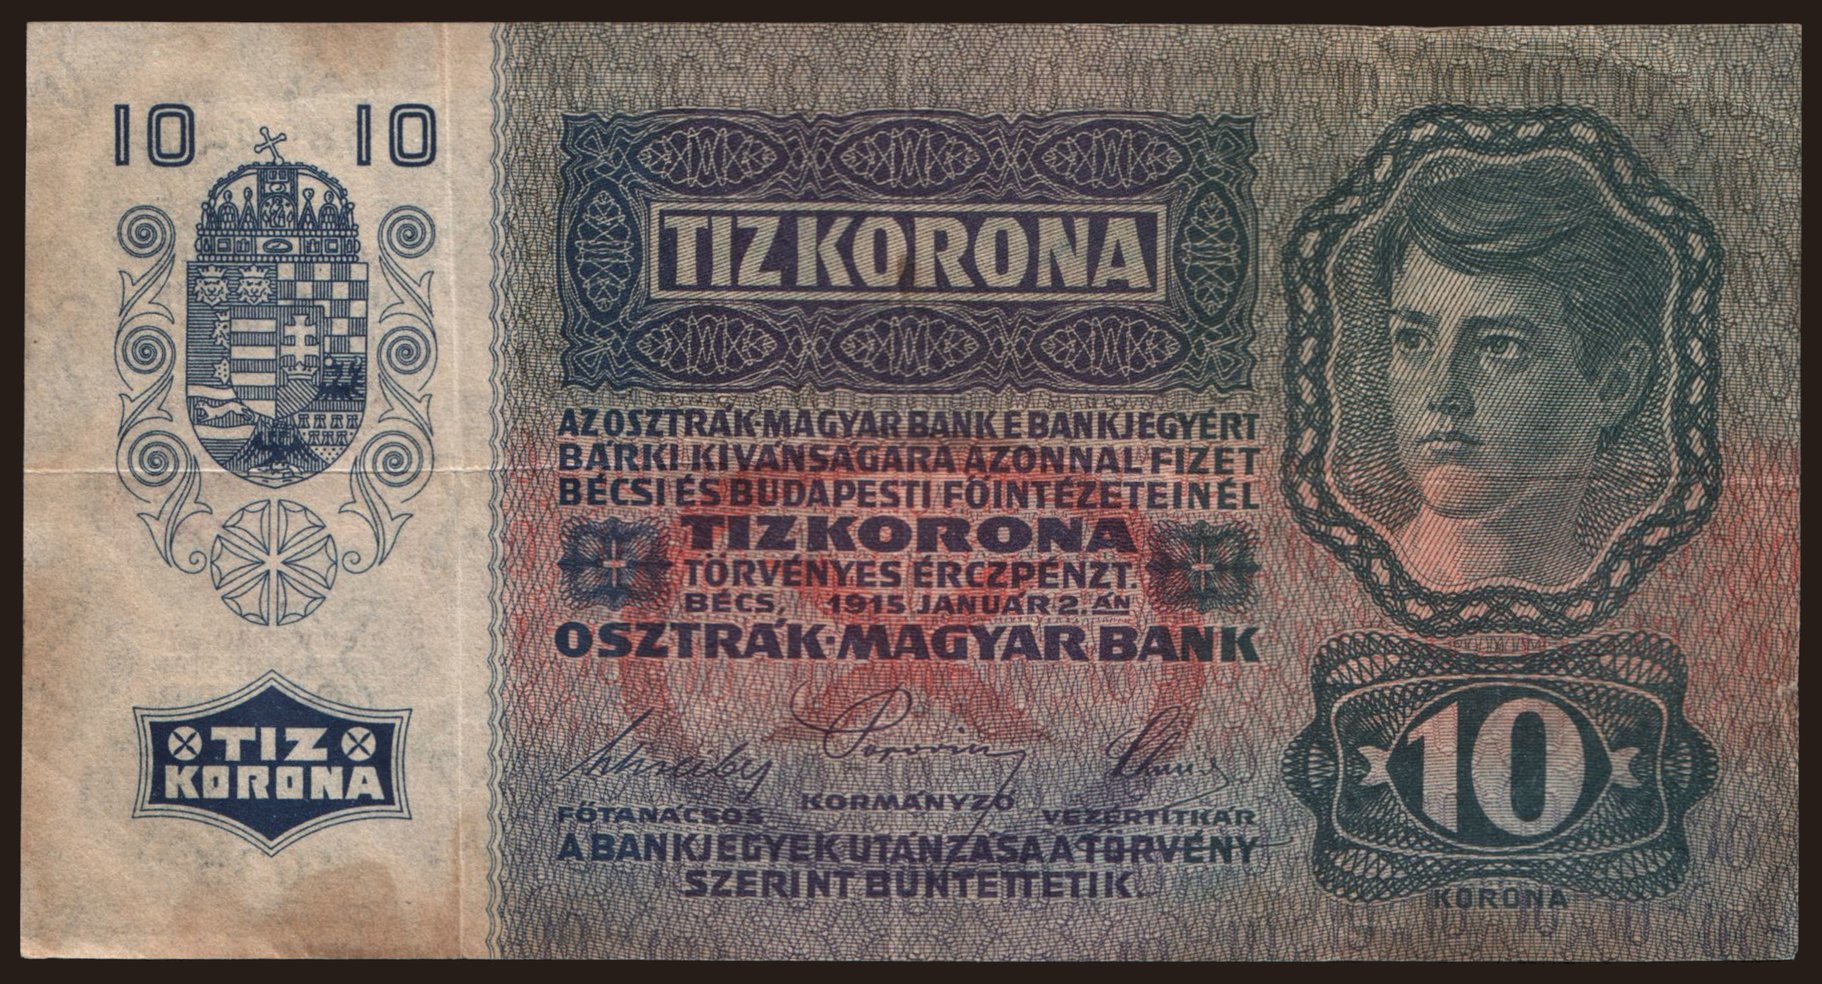 10 10
TIZ KORONA
AZ OSZTRÁK-MAGYAR BANK E BANKJEGYÉRT
BÁRKI KÍVÁNSÁGÁRA AZONNAL FIZET
BÉCSI ÉS BUDAPESTI FŐINTÉZETEINÉL
TIZ KORONA
TÖRVÉNYES ÉRCZPÉNZT.
BÉCS, 1915 JANUÁR 2.ÁN
OSZTRÁK-MAGYAR BANK
FŐTANÁCSOS KORMÁNYZÓ VEZÉRTITKÁR
A BANKJEGYEK UTÁNZÁSA A TÖRVÉNY
SZERINT BÜNTETTETIK.
TIZ
KORONA
10
KORONA